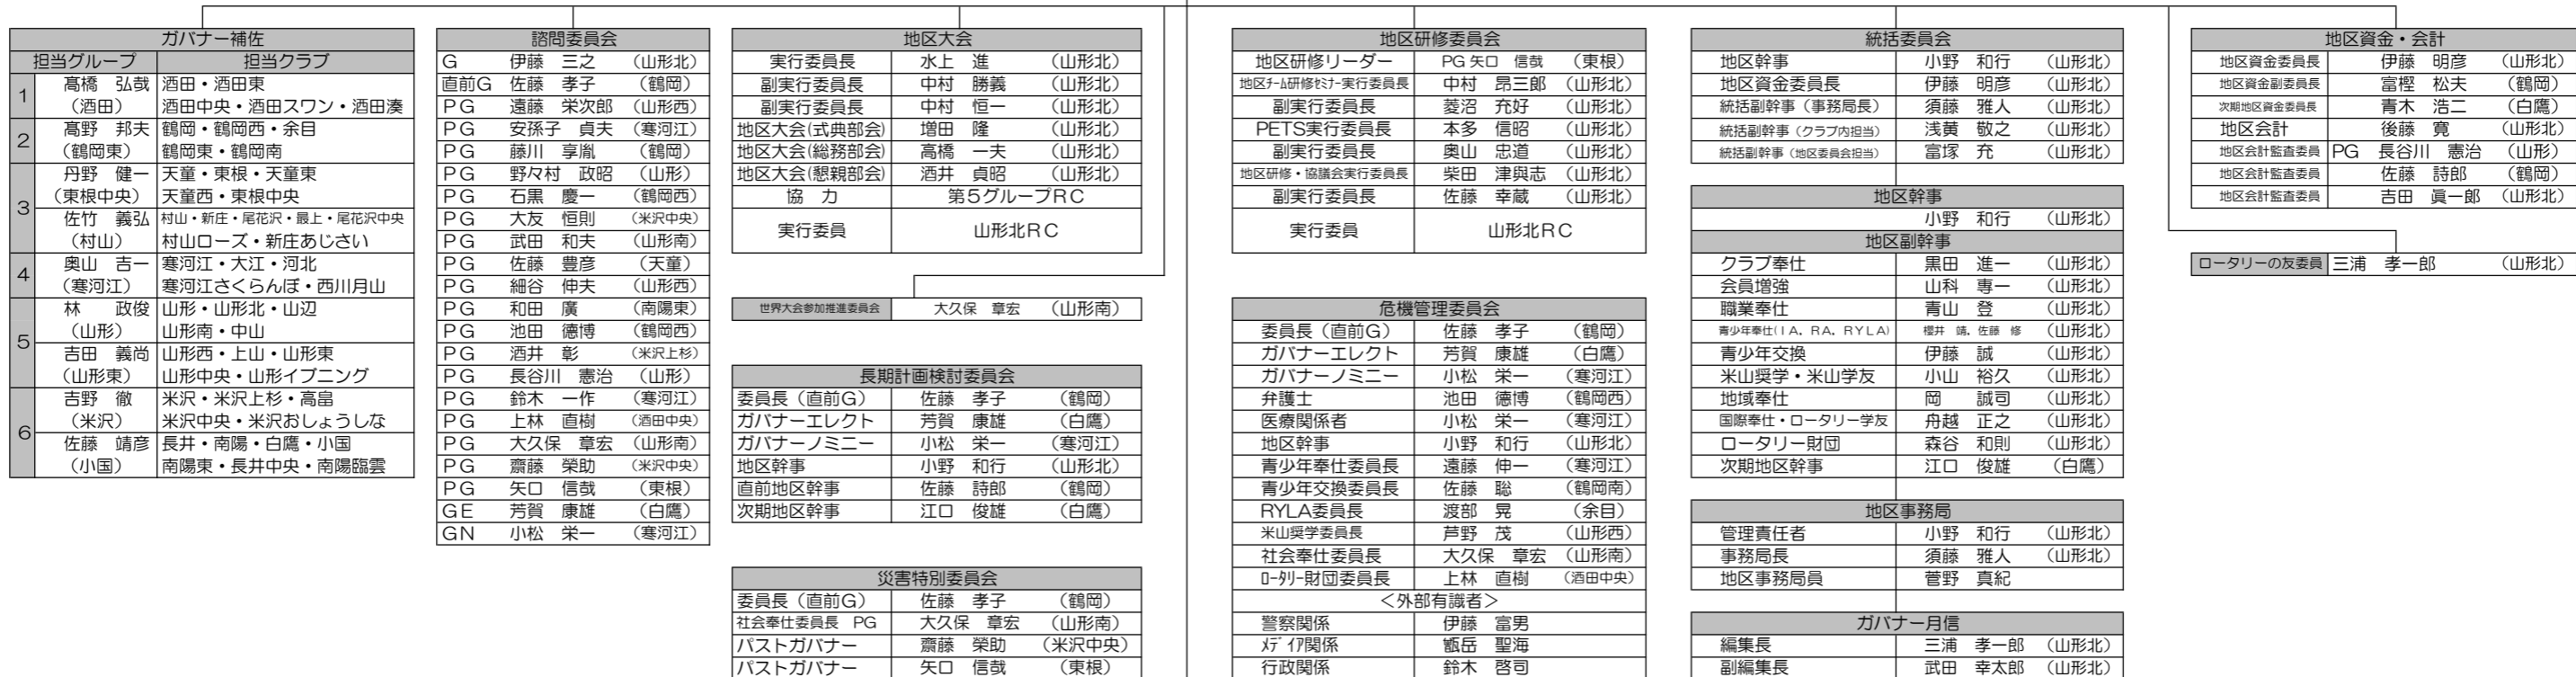 ガバナー補佐
担当グループ 担当クラブ
1 髙橋 弘哉 酒田・酒田東
（酒田） 酒田中央・酒田スワン・酒田湊
2 髙野 邦夫 鶴岡・鶴岡西・余目
（鶴岡東） 鶴岡東・鶴岡南
3 丹野 健一 天童・東根・天童東
（東根中央） 天童西・東根中央
佐竹 義弘 村山・新庄・尾花沢・最上・尾花沢中央
（村山） 村山ローズ・新庄あじさい
4 奥山 吉一 寒河江・大江・河北
（寒河江） 寒河江さくらんぼ・西川月山
5 林 政俊 山形・山形北・山辺
（山形） 山形南・中山
吉田 義尚 山形西・上山・山形東
（山形東） 山形中央・山形イブニング
6 吉野 徹 米沢・米沢上杉・高畠
（米沢） 米沢中央・米沢おしょうしな
佐藤 靖彦 長井・南陽・白鷹・小国
（小国） 南陽東・長井中央・南陽臨雲
諮問委員会
G 伊藤 三之 （山形北）
直前G 佐藤 孝子 （鶴岡）
PG 遠藤 栄次郎 （山形西）
PG 安孫子 貞夫 （寒河江）
PG 藤川 享胤 （鶴岡）
PG 野々村 政昭 （山形）
PG 石黒 慶一 （鶴岡西）
PG 大友 恒則 （米沢中央）
PG 武田 和夫 （山形南）
PG 佐藤 豊彦 （天童）
PG 細谷 伸夫 （山形西）
PG 和田 廣 （南陽東）
PG 池田 德博 （鶴岡西）
PG 酒井 彰 （米沢上杉）
PG 長谷川 憲治 （山形）
PG 鈴木 一作 （寒河江）
PG 上林 直樹 （酒田中央）
PG 大久保 章宏 （山形南）
PG 齋藤 榮助 （米沢中央）
PG 矢口 信哉 （東根）
GE 芳賀 康雄 （白鷹）
GN 小松 栄一 （寒河江）
地区大会
実行委員長 水上 進 （山形北）
副実行委員長 中村 勝義 （山形北）
副実行委員長 中村 恒一 （山形北）
地区大会(式典部会) 増田 隆 （山形北）
地区大会(総務部会) 高橋 一夫 （山形北）
地区大会(懇親部会) 酒井 貞昭 （山形北）
協 力 第5グループRC
実行委員 山形北RC
世界大会参加推進委員会 大久保 章宏 （山形南）
長期計画検討委員会
委員長（直前G） 佐藤 孝子 （鶴岡）
ガバナーエレクト 芳賀 康雄 （白鷹）
ガバナーノミニー 小松 栄一 （寒河江）
地区幹事 小野 和行 （山形北）
直前地区幹事 佐藤 詩郎 （鶴岡）
次期地区幹事 江口 俊雄 （白鷹）
災害特別委員会
委員長（直前G） 佐藤 孝子 （鶴岡）
社会奉仕委員長 PG 大久保 章宏 （山形南）
パストガバナー 齋藤 榮助 （米沢中央）
パストガバナー 矢口 信哉 （東根）
地区研修委員会
地区研修リーダー PG 矢口 信哉 （東根）
地区ﾁｰﾑ研修ｾﾐﾅｰ実行委員長 中村 昂三郎 （山形北）
副実行委員長 菱沼 充好 （山形北）
PETS実行委員長 本多 信昭 （山形北）
副実行委員長 奥山 忠道 （山形北）
地区研修・協議会実行委員長 柴田 津與志 （山形北）
副実行委員長 佐藤 幸蔵 （山形北）
実行委員 山形北RC
危機管理委員会
委員長（直前G） 佐藤 孝子 （鶴岡）
ガバナーエレクト 芳賀 康雄 （白鷹）
ガバナーノミニー 小松 栄一 （寒河江）
弁護士 池田 德博 （鶴岡西）
医療関係者 小松 栄一 （寒河江）
地区幹事 小野 和行 （山形北）
青少年奉仕委員長 遠藤 伸一 （寒河江）
青少年交換委員長 佐藤 聡 （鶴岡南）
RYLA委員長 渡部 晃 （余目）
米山奨学委員長 芦野 茂 （山形西）
社会奉仕委員長 大久保 章宏 （山形南）
ﾛｰﾀﾘｰ財団委員長 上林 直樹 （酒田中央）
＜外部有識者＞
警察関係 伊藤 富男
ﾒﾃﾞｨｱ関係 甑岳 聖海
行政関係 鈴木 啓司
統括委員会
地区幹事 小野 和行 （山形北）
地区資金委員長 伊藤 明彦 （山形北）
統括副幹事（事務局長） 須藤 雅人 （山形北）
統括副幹事（クラブ内担当） 浅黄 敬之 （山形北）
統括副幹事（地区委員会担当） 富塚 充 （山形北）
地区幹事
小野 和行 （山形北）
地区副幹事
クラブ奉仕 黒田 進一 （山形北）
会員増強 山科 専一 （山形北）
職業奉仕 青山 登 （山形北）
青少年奉仕(IA．RA．RYLA) 櫻井 靖．佐藤 修 （山形北）
青少年交換 伊藤 誠 （山形北）
米山奨学・米山学友 小山 裕久 （山形北）
地域奉仕 岡 誠司 （山形北）
国際奉仕・ロータリー学友 舟越 正之 （山形北）
ロータリー財団 森谷 和則 （山形北）
次期地区幹事 江口 俊雄 （白鷹）
地区事務局
管理責任者 小野 和行 （山形北）
事務局長 須藤 雅人 （山形北）
地区事務局員 菅野 真紀
ガバナー月信
編集長 三浦 孝一郎 （山形北）
副編集長 武田 幸太郎 （山形北）
地区資金・会計
地区資金委員長 伊藤 明彦 （山形北）
地区資金副委員長 富樫 松夫 （鶴岡）
次期地区資金委員長 青木 浩二 （白鷹）
地区会計 後藤 寛 （山形北）
地区会計監査委員 PG 長谷川 憲治 （山形）
地区会計監査委員 佐藤 詩郎 （鶴岡）
地区会計監査委員 吉田 眞一郎 （山形北）
ロータリーの友委員 三浦 孝一郎 （山形北）